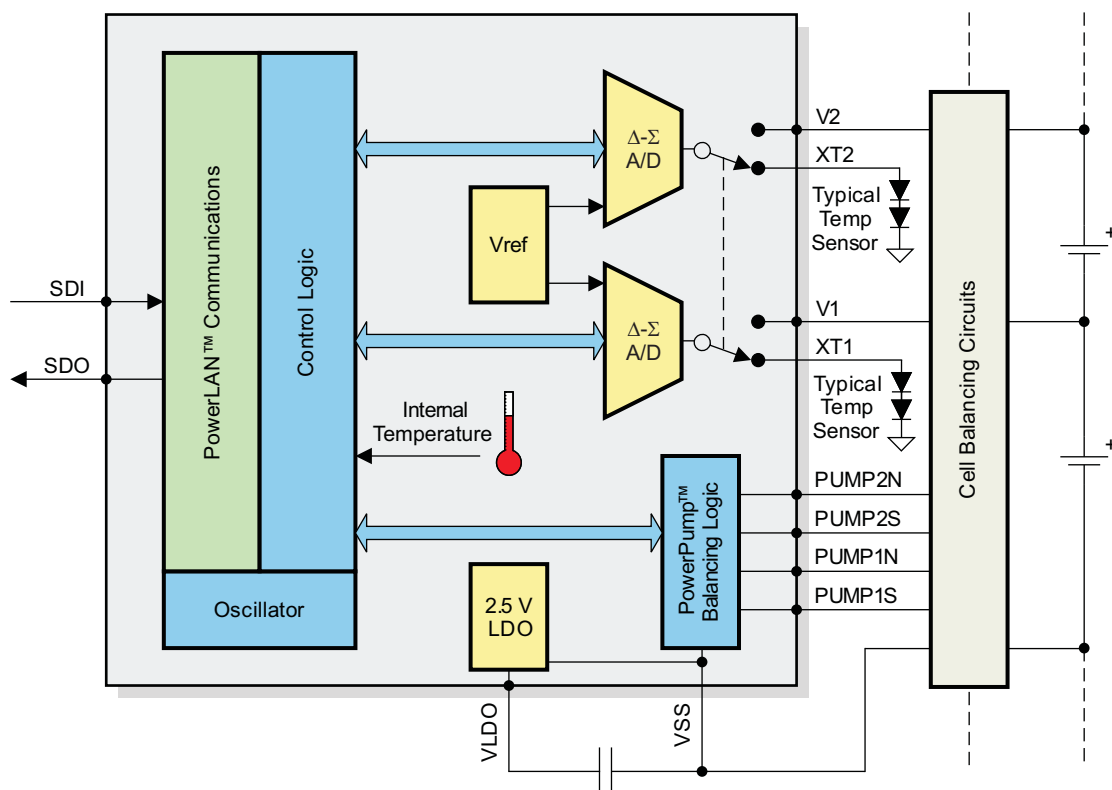 PowerLAN™ Communications
Control Logic
Oscillator
SDI
SDO
Δ-Σ
A/D
Vref
Δ-Σ
A/D
Internal
Temperature
2.5 V
LDO
PowerPump™
Balancing Logic
V2
XT2
Typical
Temp
Sensor
V1
XT1
Typical
Temp
Sensor
PUMP2N
PUMP2S
PUMP1N
PUMP1S
Cell Balancing Circuits
+
+
VLDO
VSS